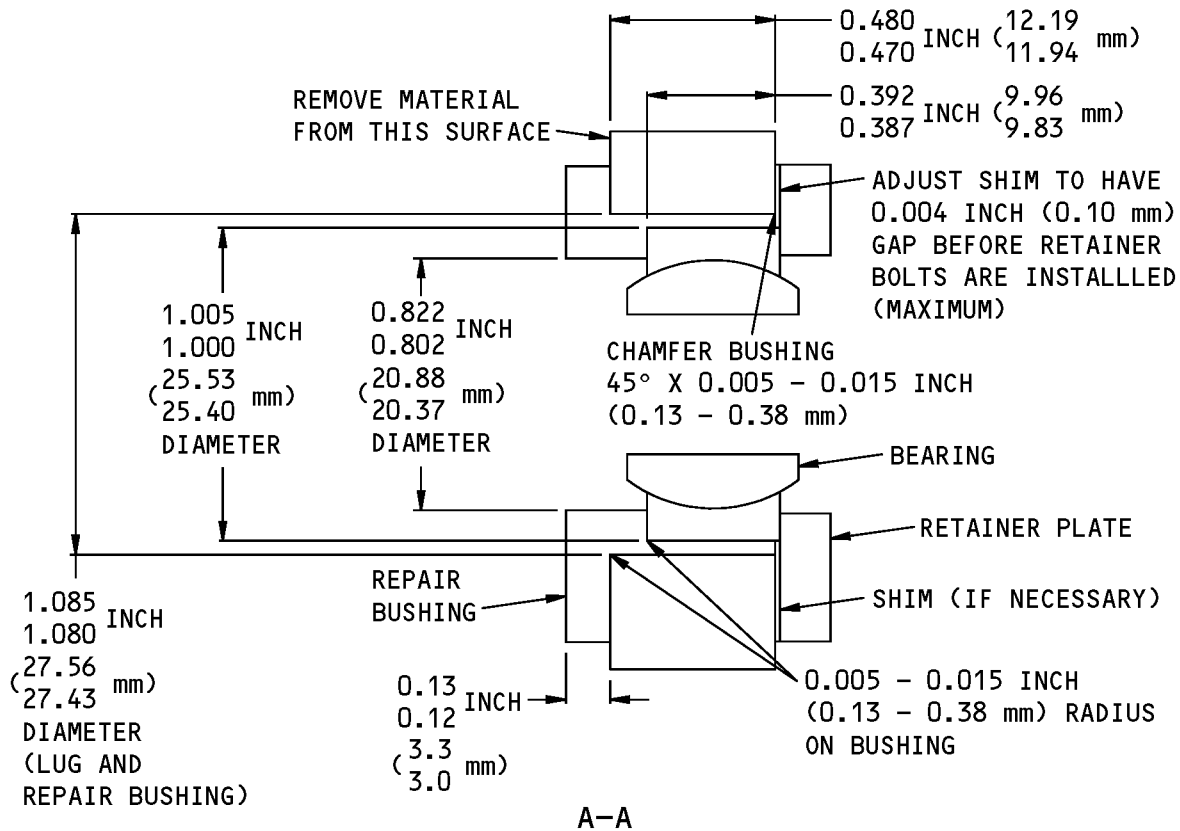 0.480
0.470 INCH (12.19
11.94 mm)
0.392
0.387 INCH (9.96
9.83 mm)
REMOVE MATERIAL
FROM THIS SURFACE
ADJUST SHIM TO HAVE
0.004 INCH (0.10 mm)
GAP BEFORE RETAINER
BOLTS ARE INSTALLLED
(MAXIMUM)
1.005
1.000 INCH
(25.53
25.40 mm)
DIAMETER
0.822
0.802 INCH
(20.88
20.37 mm)
DIAMETER
CHAMFER BUSHING
45° X 0.005 – 0.015 INCH
(0.13 – 0.38 mm)
BEARING
RETAINER PLATE
REPAIR
BUSHING
SHIM (IF NECESSARY)
1.085
1.080 INCH
(27.56
27.43 mm)
DIAMETER
(LUG AND
REPAIR BUSHING)
0.13
0.12 INCH
(3.3
3.0 mm)
0.005 – 0.015 INCH
(0.13 – 0.38 mm) RADIUS
ON BUSHING
A–A